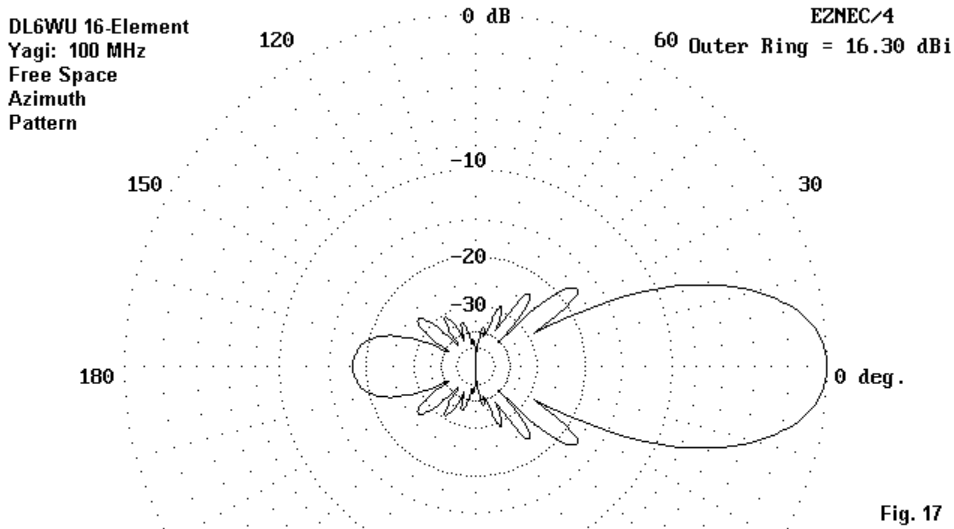 DL6WU 16-Element
Yagi: 100 MHz
Free Space
Azimuth
Pattern
0 dB
EZNEC/4
Outer Ring = 16.30 dBi
120
60
-10
150
30
-20
-30
180
0 deg.
Fig. 17